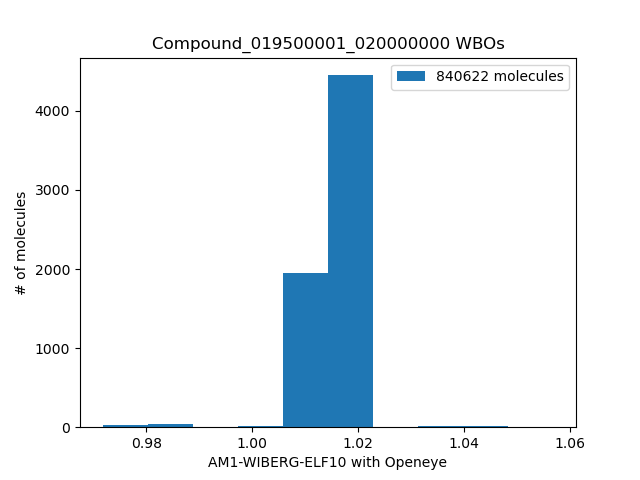 Compound_019500001_020000000 WBOs
840622 molecules
# of molecules
4000
3000
2000
1000
0
0.98 1.00 1.02 1.04 1.06
AM1-WIBERG-ELF10 with Openeye